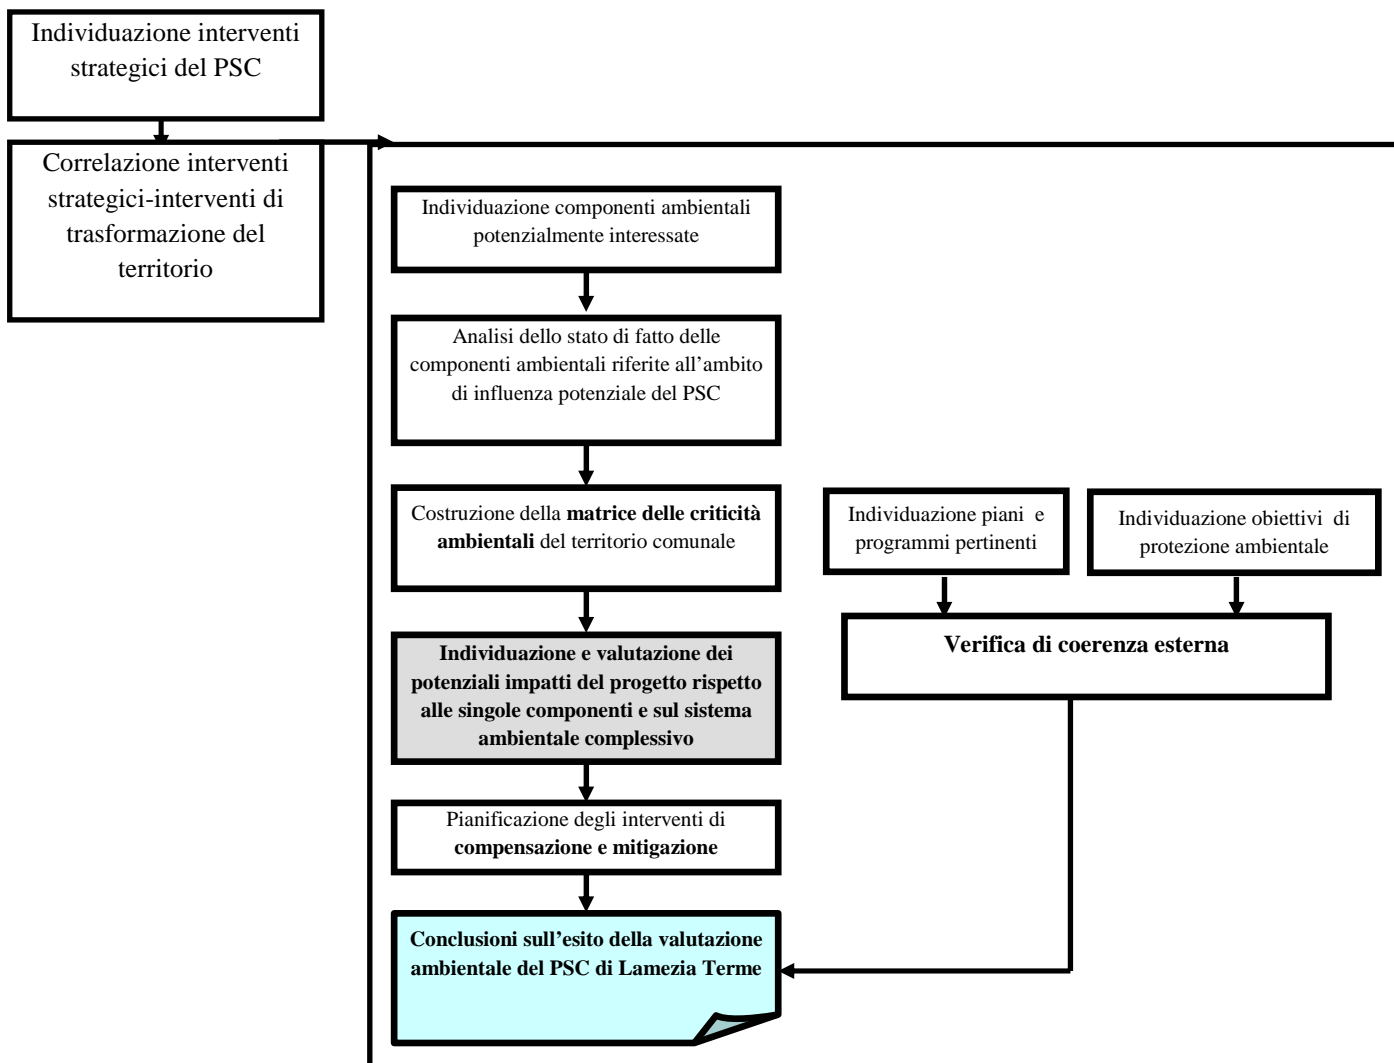 Individuazione interventi
strategici del PSC
Correlazione interventi
strategici-interventi di
trasformazione del
territorio
Individuazione componenti ambientali
potenzialmente interessate
Analisi dello stato di fatto delle
componenti ambientali riferite all’ambito
di influenza potenziale del PSC
Costruzione della matrice delle criticità
ambientali del territorio comunale
Individuazione e valutazione dei
potenziali impatti del progetto rispetto
alle singole componenti e sul sistema
ambientale complessivo
Pianificazione degli interventi di
compensazione e mitigazione
Conclusioni sull’esito della valutazione
ambientale del PSC di Lamezia Terme
Individuazione piani e
programmi pertinenti
Individuazione obiettivi di
protezione ambientale
Verifica di coerenza esterna